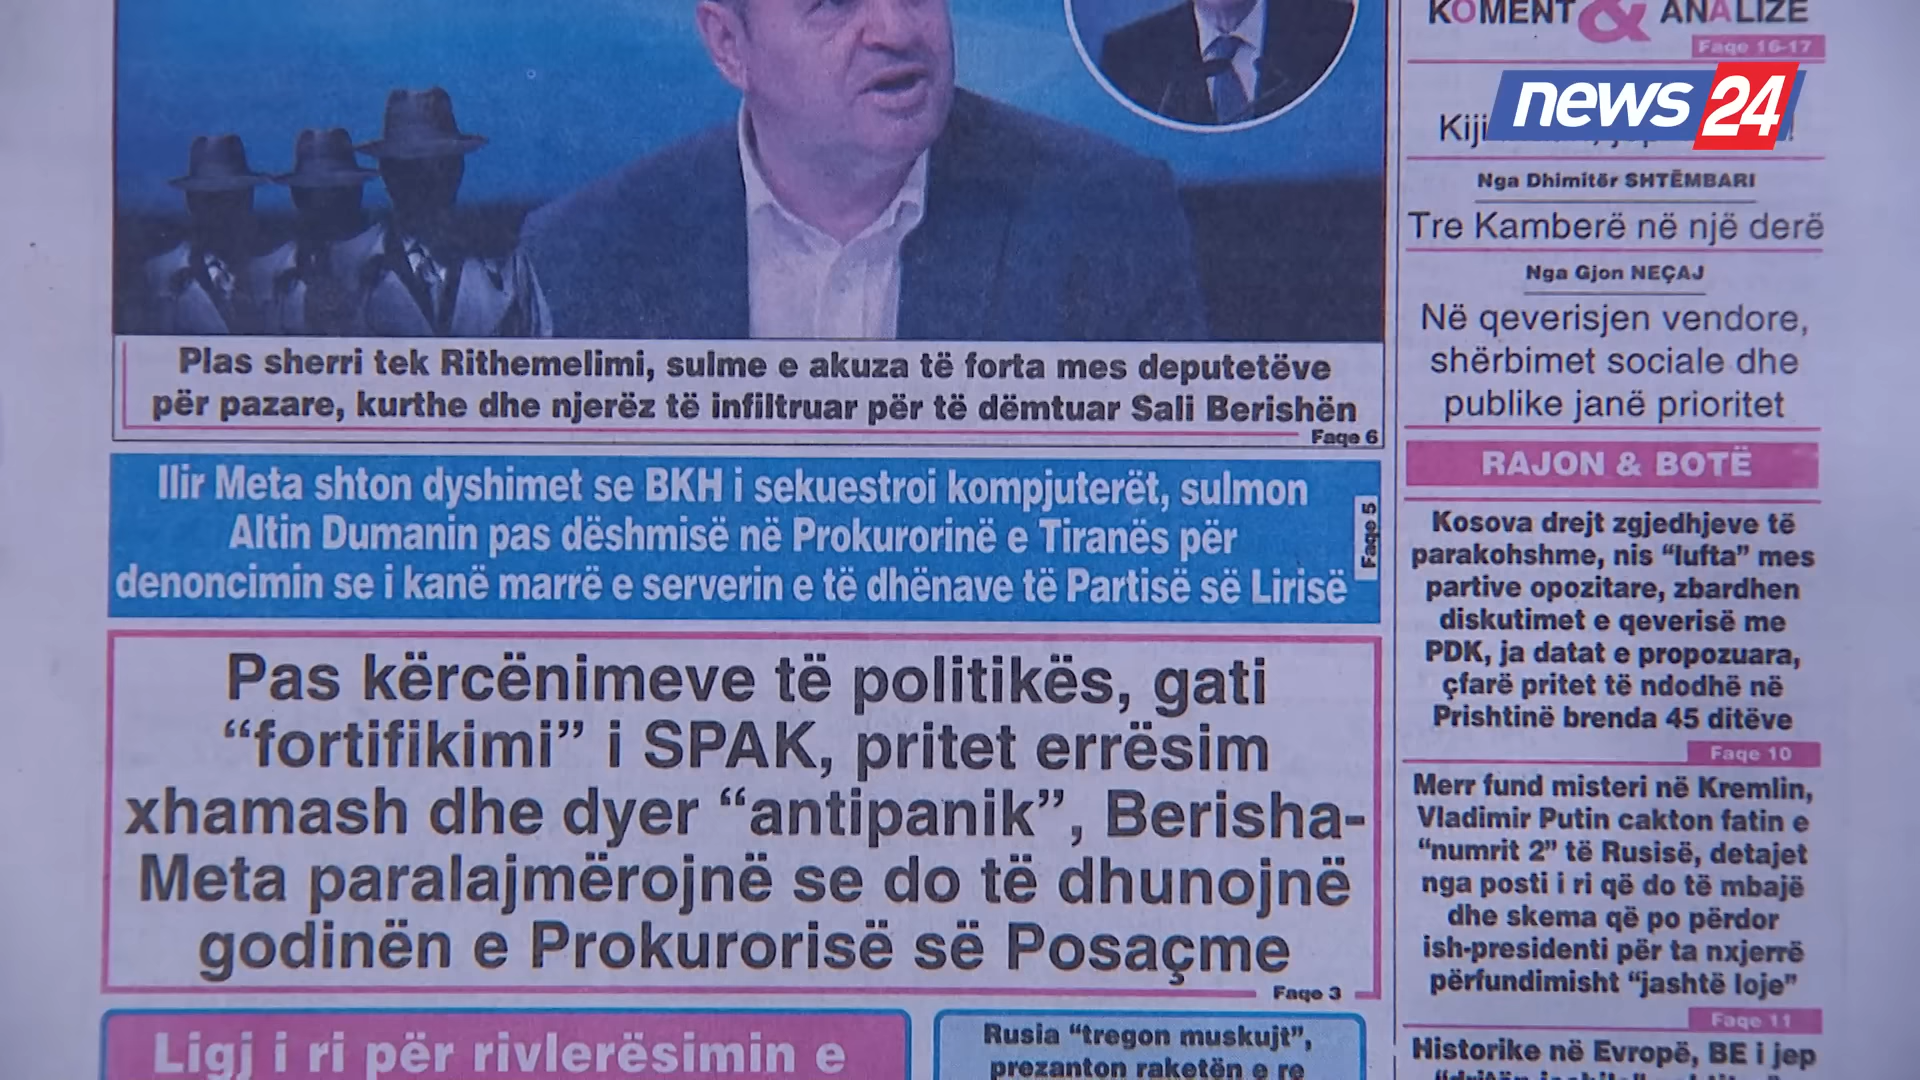 Plas sherri tek Rithemelimi, sulme e akuza të forta mes deputetëve
për pazare, kurthe dhe njerëz të infiltruar për të dëmtuar Sali Berishën
Faqe 6
Ilir Meta shton dyshimet se BKH i sekuestroi kompjuterët, sulmon
Altin Dumanin pas dëshmisë në Prokurorinë e Tiranës për
denoncimin se i kanë marrë e serverin e të dhënave të Partisë së Lirisë
Faqe 5
Pas kërcënimeve të politikës, gati
“fortifikimi” i SPAK, pritet errësim
xhamash dhe dyer “antipanik”, Berisha-
Meta paralajmërojnë se do të dhunojnë
godinën e Prokurorisë së Posaçme
Faqe 3
Ligj i ri për rivlerësimin e
Rusia “tregon muskujt”,
prezanton raketën e re
KOMENT & ANALIZË
Faqe 16-17
news 24
Nga Dhimitër SHTËMBARI
Tre Kamberë në një derë
Nga Gjon NEÇAJ
Në qeverisjen vendore,
shërbimet sociale dhe
publike janë prioritet
RAJON & BOTË
Kosova drejt zgjedhjeve të
parakohshme, nis “lufta” mes
partive opozitare, zbardhen
diskutimet e qeverisë me
PDK, ja datat e propozuara,
çfarë pritet të ndodhë në
Prishtinë brenda 45 ditëve
Faqe 10
Merr fund misteri në Kremlin,
Vladimir Putin cakton fatin e
“numrit 2” të Rusisë, detajet
nga posti i ri që do të mbajë
dhe skema që po përdor
ish-presidenti për ta nxjerrë
përfundimisht “jashtë loje”
Faqe 11
Historike në Evropë, BE i jep